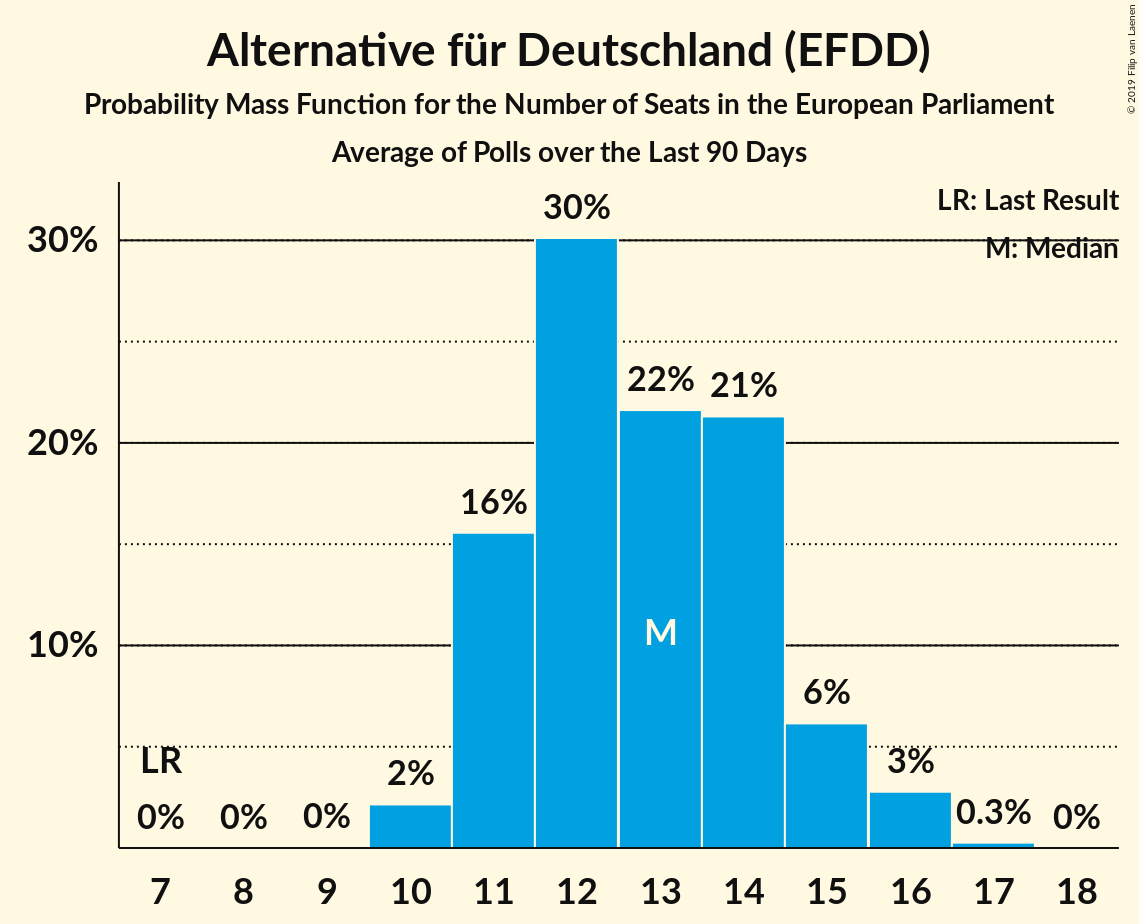 Alternative für Deutschland (EFDD)
Probability Mass Function for the Number of Seats in the European Parliament
Average of Polls over the Last 90 Days
© 2019 Filip van Laenen
LR: Last Result
M: Median
30%
20%
10%
LR
0%
0%
0%
2%
16%
30%
22%
M
21%
6%
3%
0.3%
0%
7 8 9 10 11 12 13 14 15 16 17 18